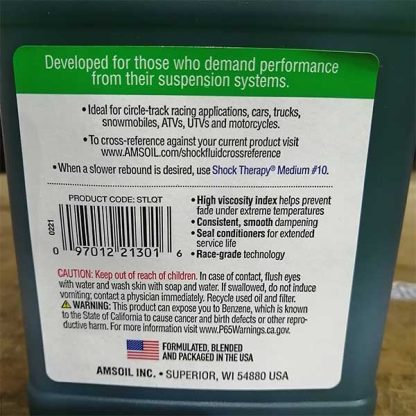 Developed for those who demand performance
from their suspension systems.
• Ideal for circle-track racing applications, cars, trucks,
snowmobiles, ATVs, UTVs and motorcycles.
• To cross-reference against your current product visit
www.AMSOIL.com/shockfluidcrossreference
• When a slower rebound is desired, use Shock Therapy® Medium #10.
PRODUCT CODE: STLQT
0221
0 97012 21301 6
• High viscosity index helps prevent
fade under extreme temperatures
• Consistent, smooth dampening
• Seal conditioners for extended
service life
• Race-grade technology
CAUTION: Keep out of reach of children. In case of contact, flush eyes
with water and wash skin with soap and water. If swallowed, do not induce
vomiting; contact a physician immediately. Recycle used oil and filter.
⚠ WARNING: This product can expose you to Benzene, which is known
to the State of California to cause cancer and birth defects or other repro-
ductive harm. For more information visit www.P65Warnings.ca.gov.
FORMULATED, BLENDED
AND PACKAGED IN THE USA
AMSOIL INC. • SUPERIOR, WI 54880 USA